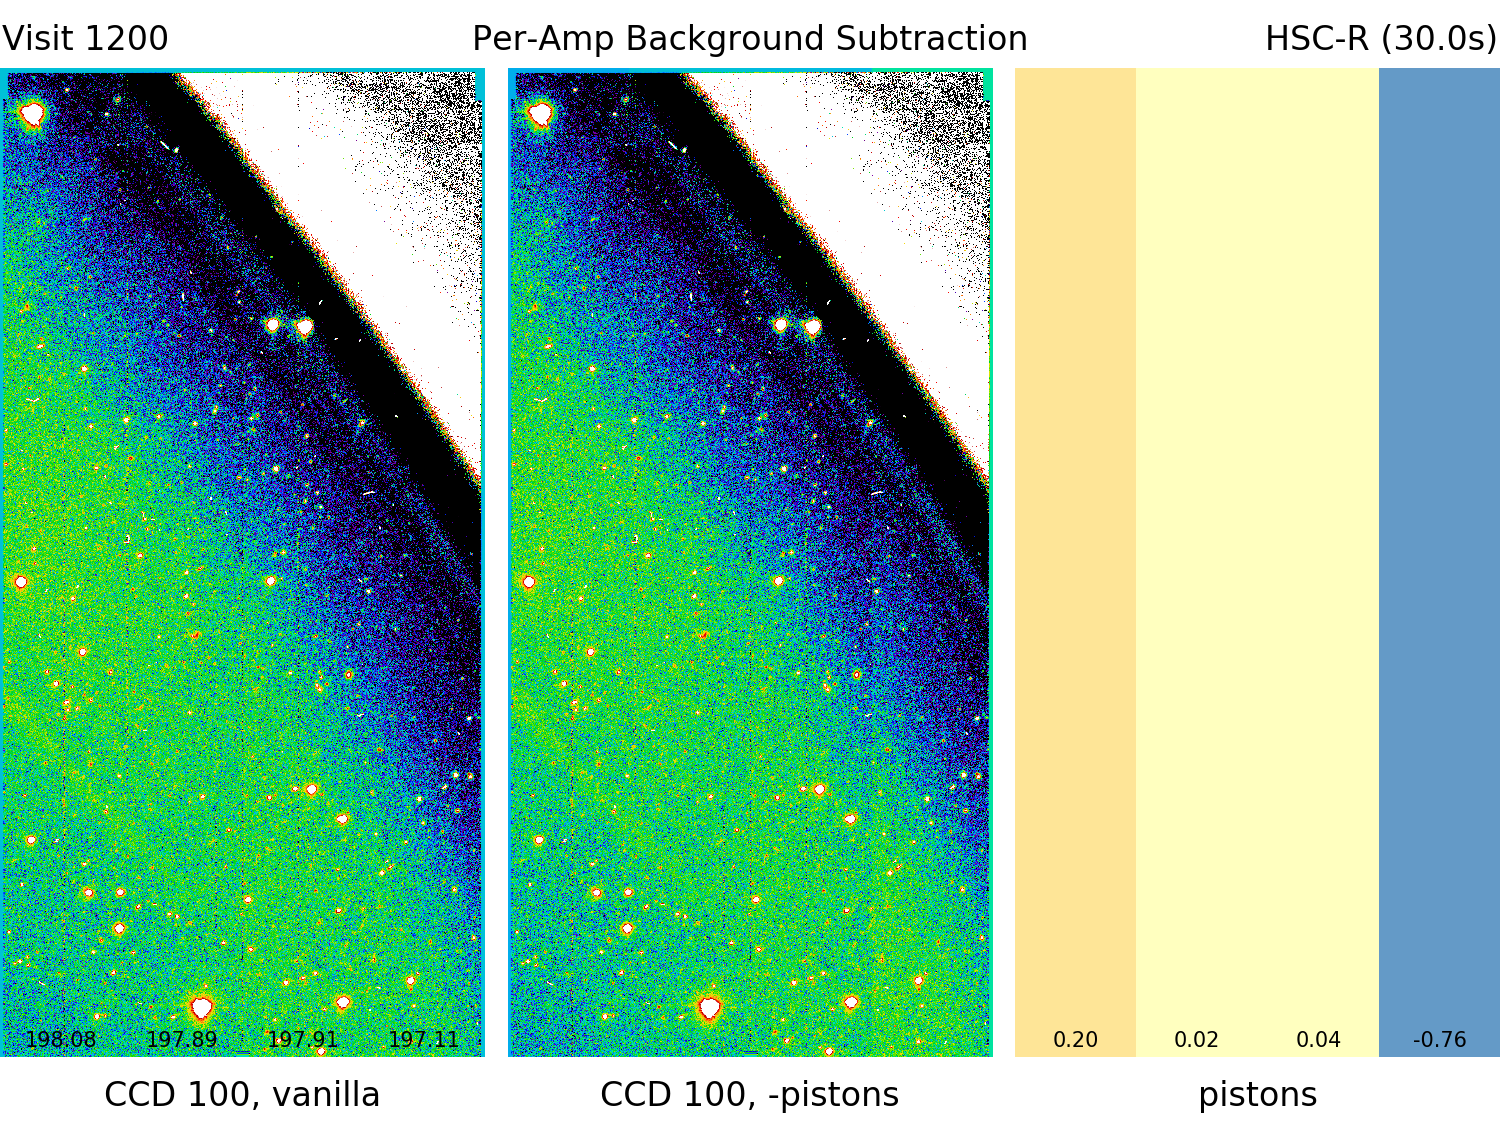 Visit 1200 Per-Amp Background Subtraction HSC-R (30.0s)
198.08 197.89 197.91 197.11 0.20 0.02 0.04 -0.76
CCD 100, vanilla CCD 100, -pistons pistons